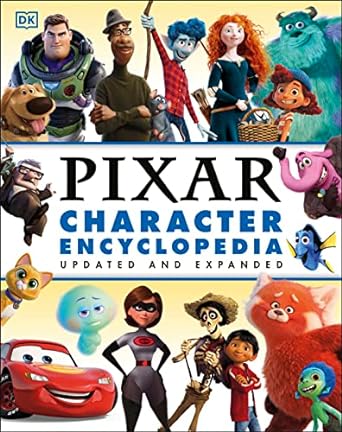 DK
PIXAR
CHARACTER
ENCYCLOPEDIA
UPDATED AND EXPANDED